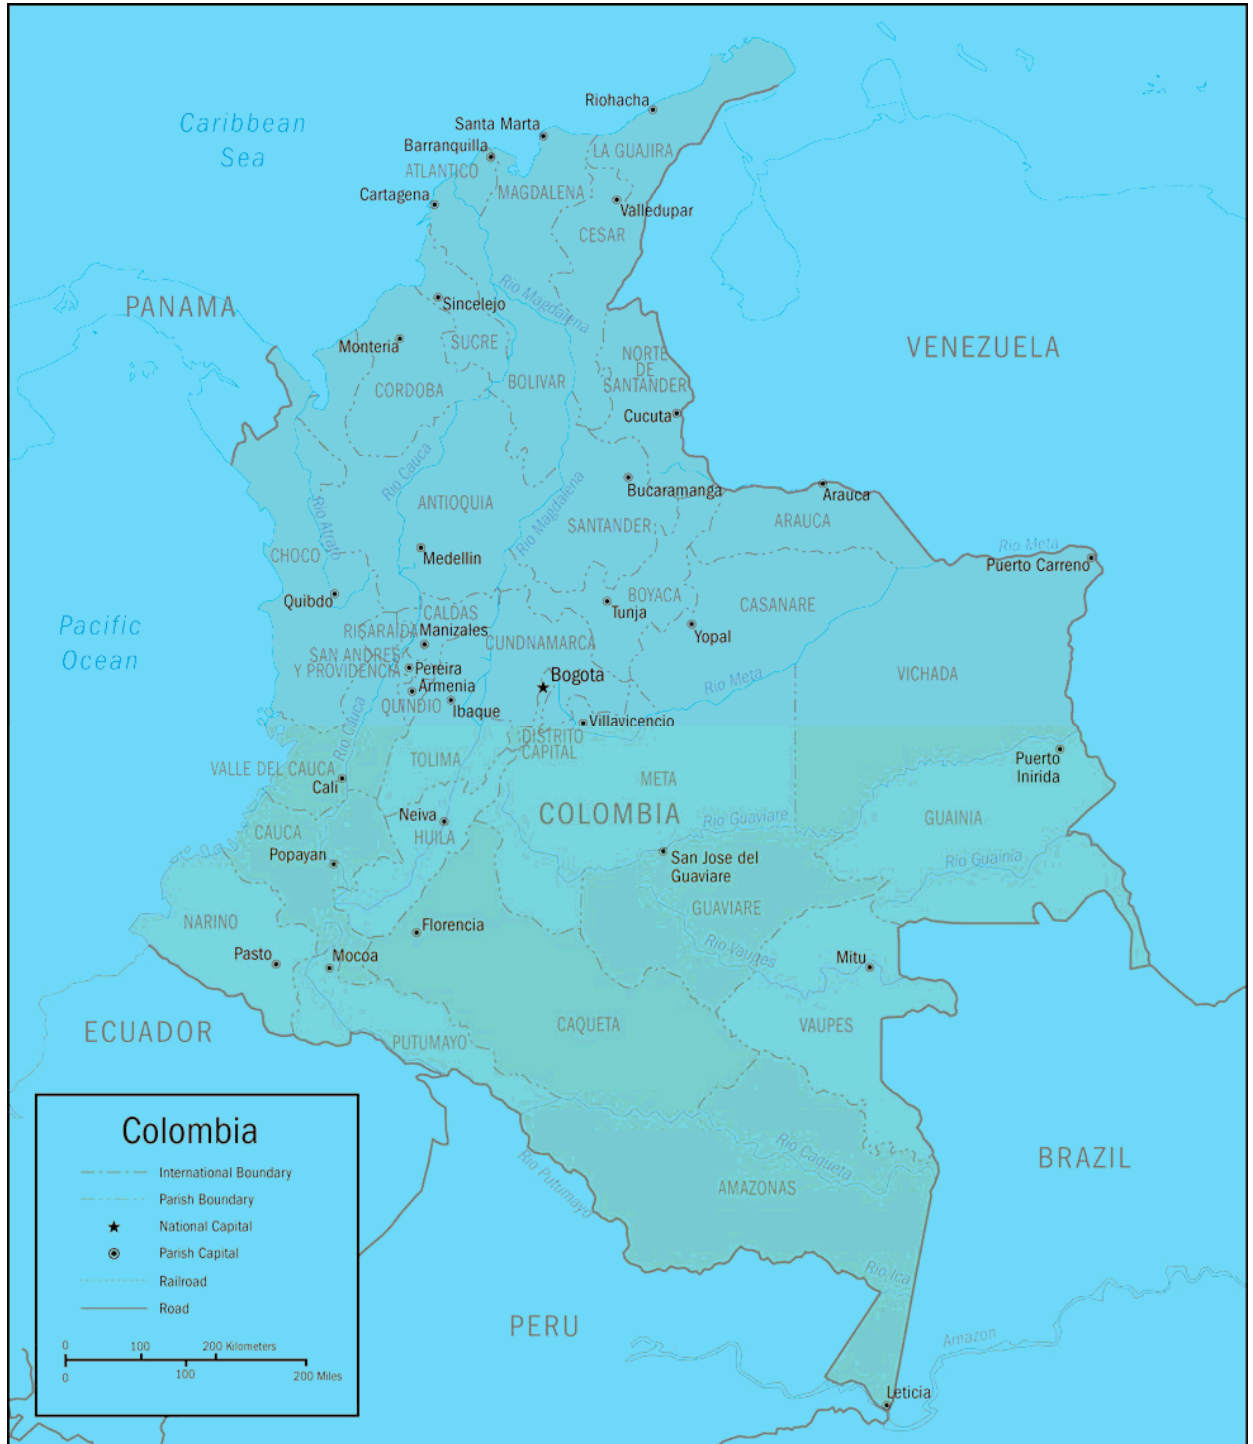 Riohacha
Caribbean
Sea
Santa Marta
Barranquilla
LA GUAJIRA
ATLANTICO
MAGDALENA
Cartagena
Valledupar
CESAR
Rio Magdalena
PANAMA
Sincelejo
Monteria
SUCRE
VENEZUELA
NORTE
DE
SANTANDER
BOLIVAR
CORDOBA
Cucuta
Rio Cauca
Bucaramanga
Arauca
ANTIOQUIA
Rio Magdalena
SANTANDER
ARAUCA
Rio Atrato
CHOCO
Medellin
Rio Meta
Puerto Carreno
Quibdo
BOYACA
Tunja
CASANARE
CALDAS
Pacific
Ocean
RISARALDA
Manizales
CUNDNAMARCA
Yopal
SAN ANDRES
Y PROVIDENCIA
Pereira
Bogota
Armenia
Rio Meta
VICHADA
QUINDIO
Ibaque
Villavicencio
Rio Cauca
DISTRITO
CAPITAL
TOLIMA
VALLE DEL CAUCA
Cali
META
Puerto
Inirida
Neiva
COLOMBIA
Rio Guaviare
GUAINIA
CAUCA
HUILA
Popayan
San Jose del
Guaviare
Rio Guainia
NARINO
Florencia
GUAVIARE
Pasto
Mocoa
Rio Vaupes
Mitu
ECUADOR
PUTUMAYO
CAQUETA
VAUPES
Colombia
International Boundary
Parish Boundary
National Capital
Parish Capital
Railroad
Road
0 100 200 Kilometers
0 100 200 Miles
Rio Putumayo
Rio Caqueta
AMAZONAS
BRAZIL
Rio Ica
PERU
Amazon
Leticia